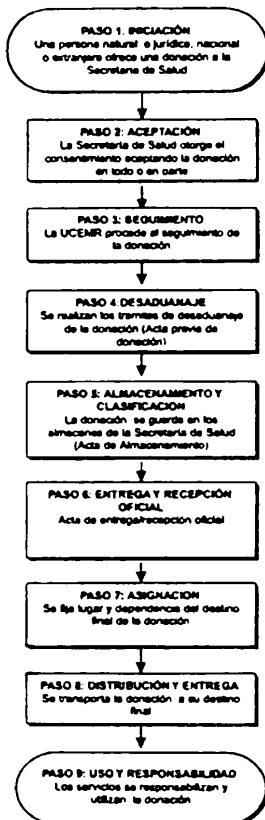 PASO 1. INICIACIÓN
Una persona natural o jurídica, nacional
o extranjera ofrece una donación a la
Secretaría de Salud
PASO 2: ACEPTACIÓN
La Secretaría de Salud otorga el
consentimiento aceptando la donación
en todo o en parte
PASO 3: SEGUIMIENTO
La UCEMR procede al seguimiento de
la donación
PASO 4: DESADUANAJE
Se realizan los tramites de desaduanaje
de la donación (Acta previa de
donación)
PASO 5: ALMACENAMIENTO Y
CLASIFICACION
La donación se guarda en los
almacenes de la Secretaría de Salud
(Acta de Almacenamiento)
PASO 6: ENTREGA Y RECEPCIÓN
OFICIAL
Acta de entrega/recepción oficial
PASO 7: ASIGNACION
Se fija lugar y dependencia del destino
final de la donación
PASO 8: DISTRIBUCIÓN Y ENTREGA
Se transporta la donación a su destino
final
PASO 9: USO Y RESPONSABILIDAD
Los servicios se responsabilizan y
utilizan la donación